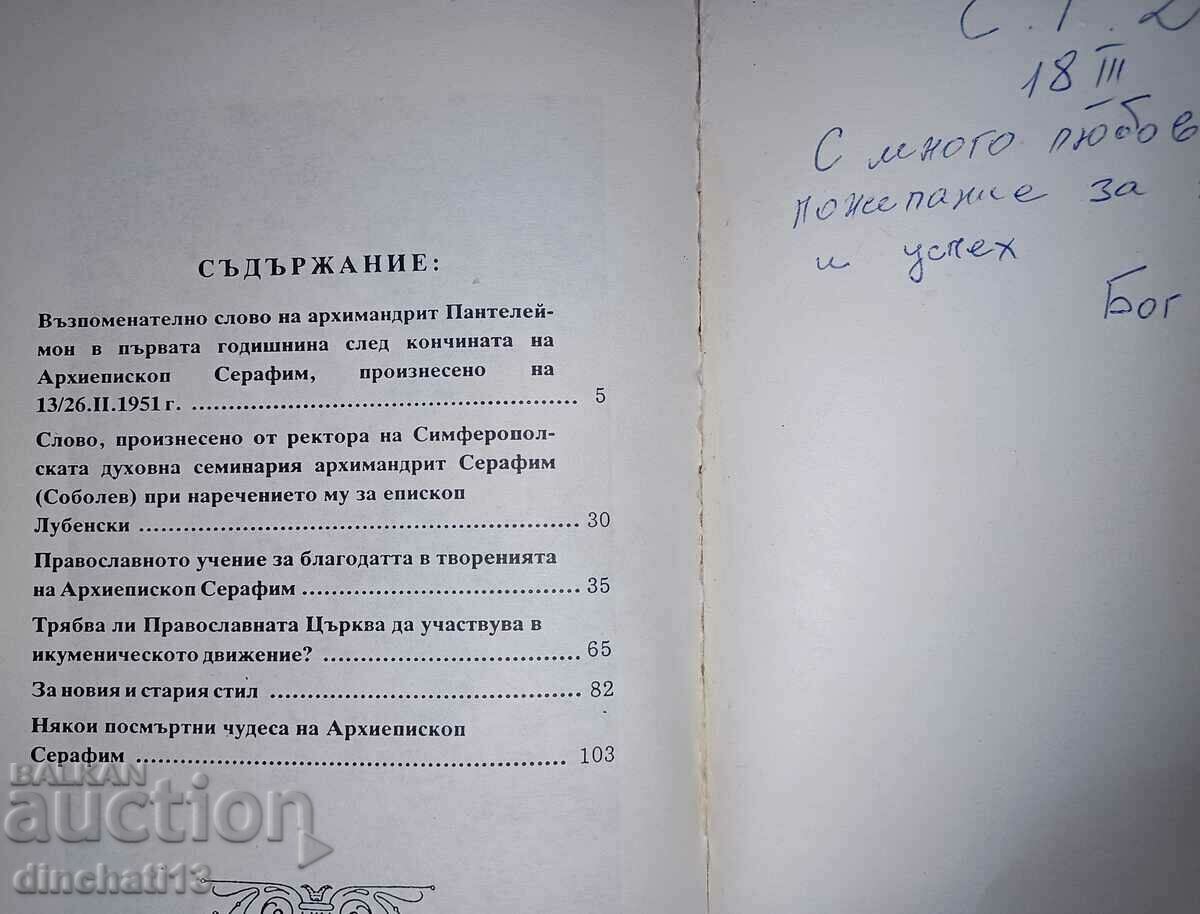 СЪДЪРЖАНИЕ:
Възпоменателно слово на архимандрит Пантелей-
мон в първата годишнина след кончината на
Архиепископ Серафим, произнесено на
13/26.II.1951 г. ........................................................ 5
Слово, произнесено от ректора на Симферопол-
ската духовна семинария архимандрит Серафим
(Соболев) при наречението му за епископ
Лубенски ................................................................ 30
Православното учение за благодатта в творенията
на Архиепископ Серафим ........................................ 35
Трябва ли Православната Църква да участвува в
икуменическото движение? ..................................... 65
За новия и стария стил ............................................. 82
Някои посмъртни чудеса на Архиепископ
Серафим ................................................................ 103
BALKAN
auction
dinchati13
18 III
С много любов
пожелание за
и успех
Бог